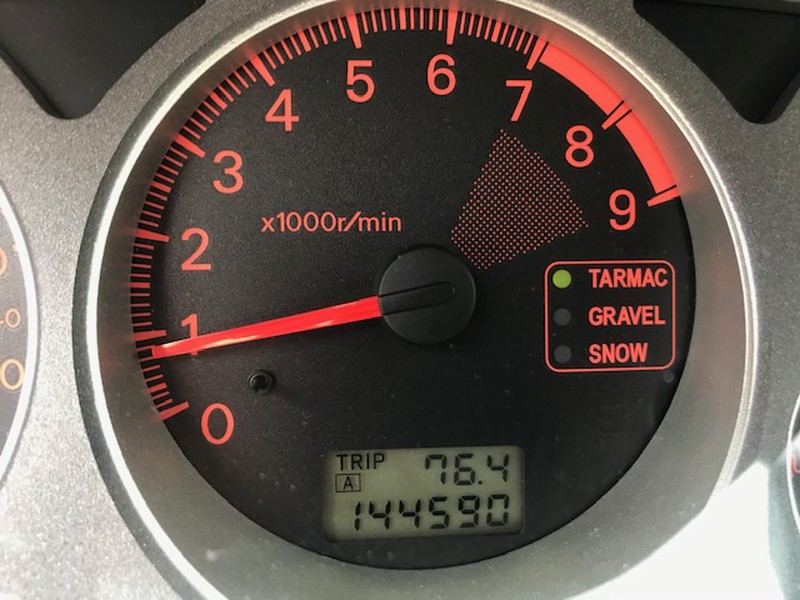 0
1
2
3
4
5
6
7
8
9
x1000r/min
TARMAC
GRAVEL
SNOW
TRIP 76.4
A
144590